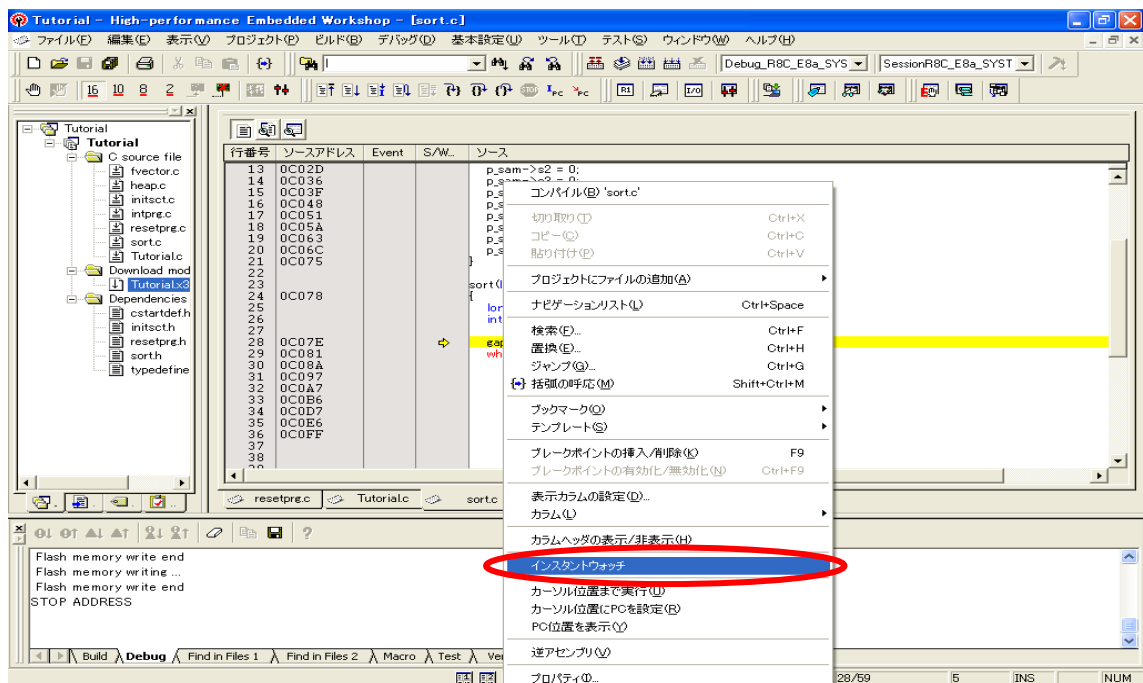 Tutorial - High-performance Embedded Workshop - [sort.c]
ファイル(F) 編集(E) 表示(V) プロジェクト(P) ビルド(B) デバッグ(D) 基本設定(U) ツール(T) テスト(S) ウィンドウ(W) ヘルプ(H)
Debug_R8C_E8a_SYS SessionR8C_E8a_SYST
16 10 8 2
Tutorial
Tutorial
C source file
fvector.c
heap.c
initsct.c
intprg.c
resetprg.c
sort.c
Tutorial.c
Download mod
Tutorial.x3
Dependencies
cstartdef.h
initsct.h
resetprg.h
sort.h
typedefine
行番号 ソースアドレス Event S/W... ソース
13 0C02D p_sam->s2 = 0;
14 0C036
15 0C03F
16 0C048
17 0C051
18 0C05A
19 0C063
20 0C06C
21 0C075 }
22
23 sort(l
24 0C078 {
25 lon
26 int
27
28 0C07E gap
29 0C081 wh
30 0C08A
31 0C097
32 0C0A7
33 0C0B6
34 0C0D7
35 0C0E6
36 0C0FF
37
38
コンパイル(B) 'sort.c'
切り取り(T) Ctrl+X
コピー(C) Ctrl+C
貼り付け(P) Ctrl+V
プロジェクトにファイルの追加(A)
ナビゲーションリスト(L) Ctrl+Space
検索(F)... Ctrl+F
置換(E)... Ctrl+H
ジャンプ(G)... Ctrl+G
括弧の呼応(M) Shift+Ctrl+M
ブックマーク(O)
テンプレート(S)
ブレークポイントの挿入/削除(K) F9
ブレークポイントの有効化/無効化(N) Ctrl+F9
表示カラムの設定(D)...
カラム(L)
カラムヘッダの表示/非表示(H)
インスタントウォッチ
カーソル位置まで実行(U)
カーソル位置にPCを設定(R)
PC位置を表示(Y)
逆アセンブリ(V)
プロパティ(I)...
resetprg.c Tutorial.c sort.c
Flash memory write end
Flash memory writing ...
Flash memory write end
STOP ADDRESS
Build Debug Find in Files 1 Find in Files 2 Macro Test
28/59 5 INS NUM